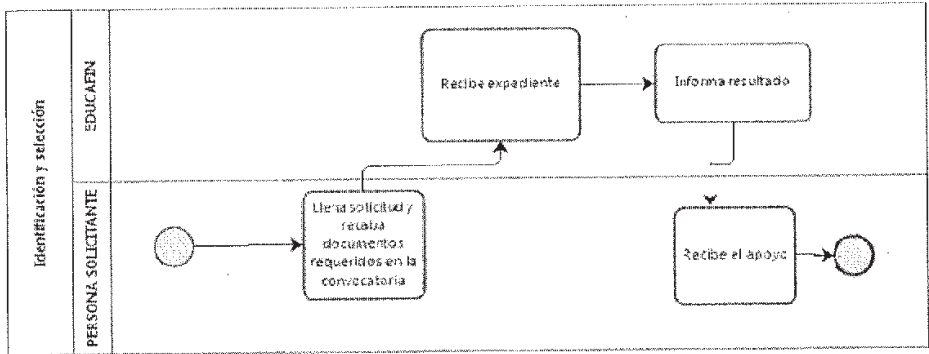 Identificación y selección
EDUCAFIN
Recibe expediente
Informa resultado
PERSONA SOLICITANTE
Llena solicitud y
recaba
documentos
requeridos en la
convocatoria
Recibe el apoyo